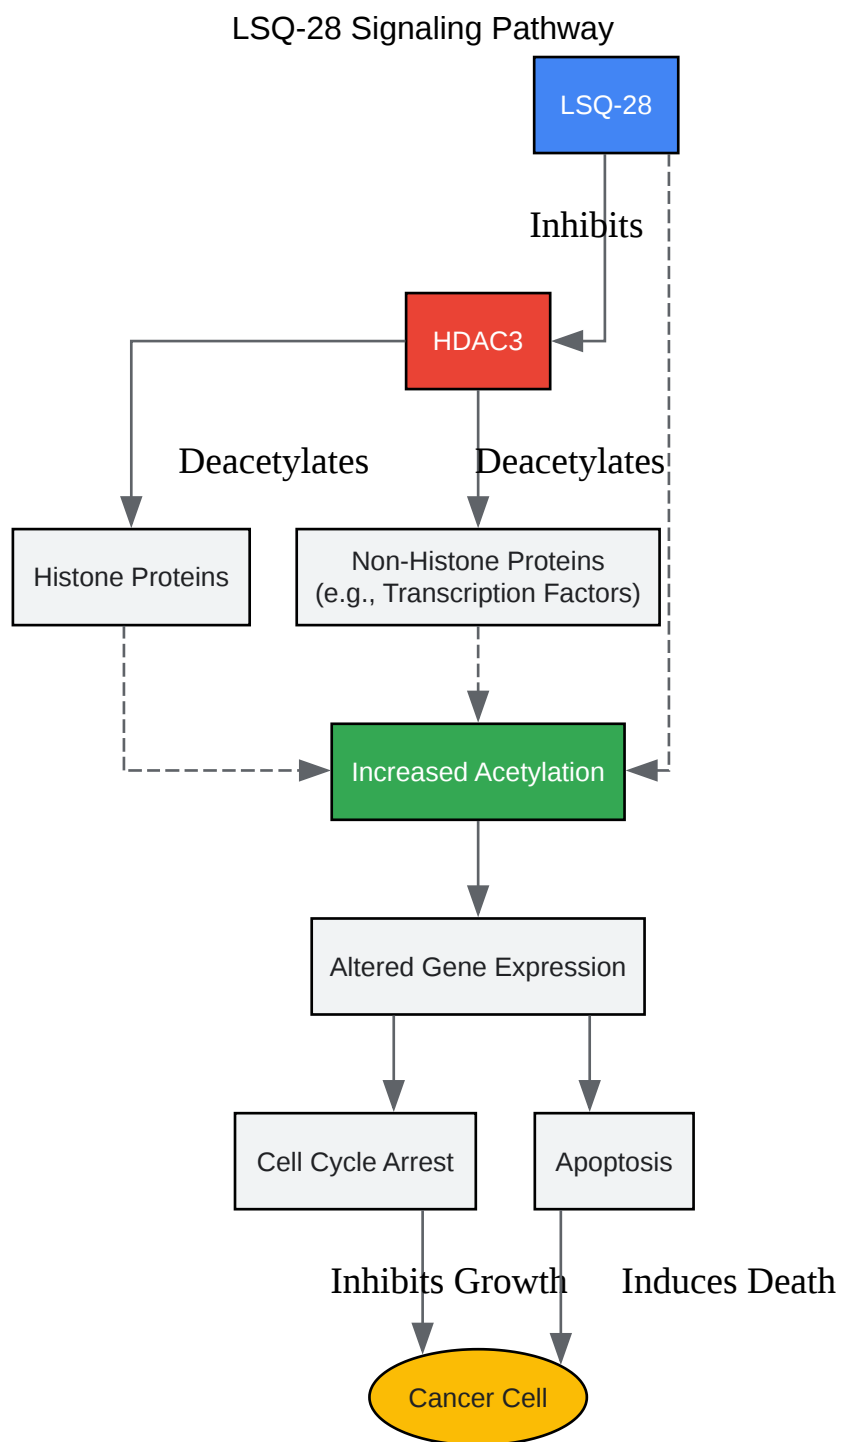 LSQ-28 Signaling Pathway
LSQ-28
Inhibits
HDAC3
Deacetylates
Deacetylates
Histone Proteins
Non-Histone Proteins
(e.g., Transcription Factors)
Increased Acetylation
Altered Gene Expression
Cell Cycle Arrest
Apoptosis
Inhibits Growth
Induces Death
Cancer Cell